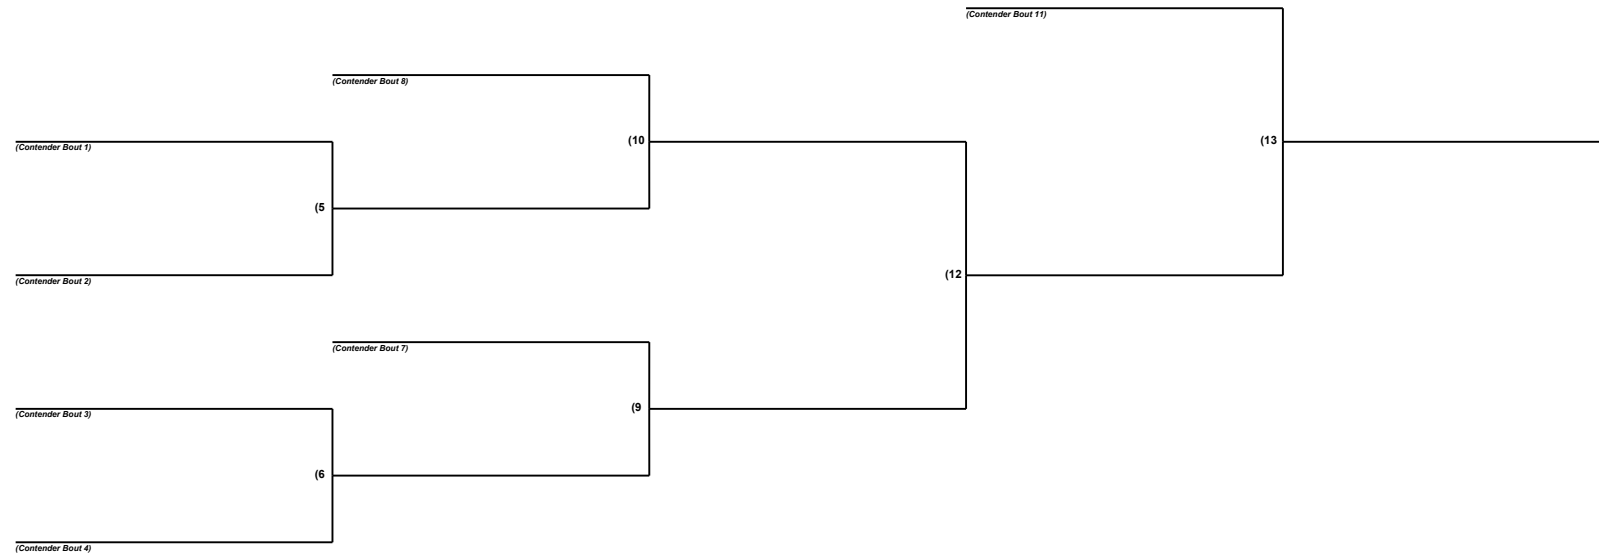 (Contender Bout 11)
(Contender Bout 8)
(10
(13
(Contender Bout 1)
(5
(12
(Contender Bout 2)
(Contender Bout 7)
(9
(Contender Bout 3)
(6
(Contender Bout 4)